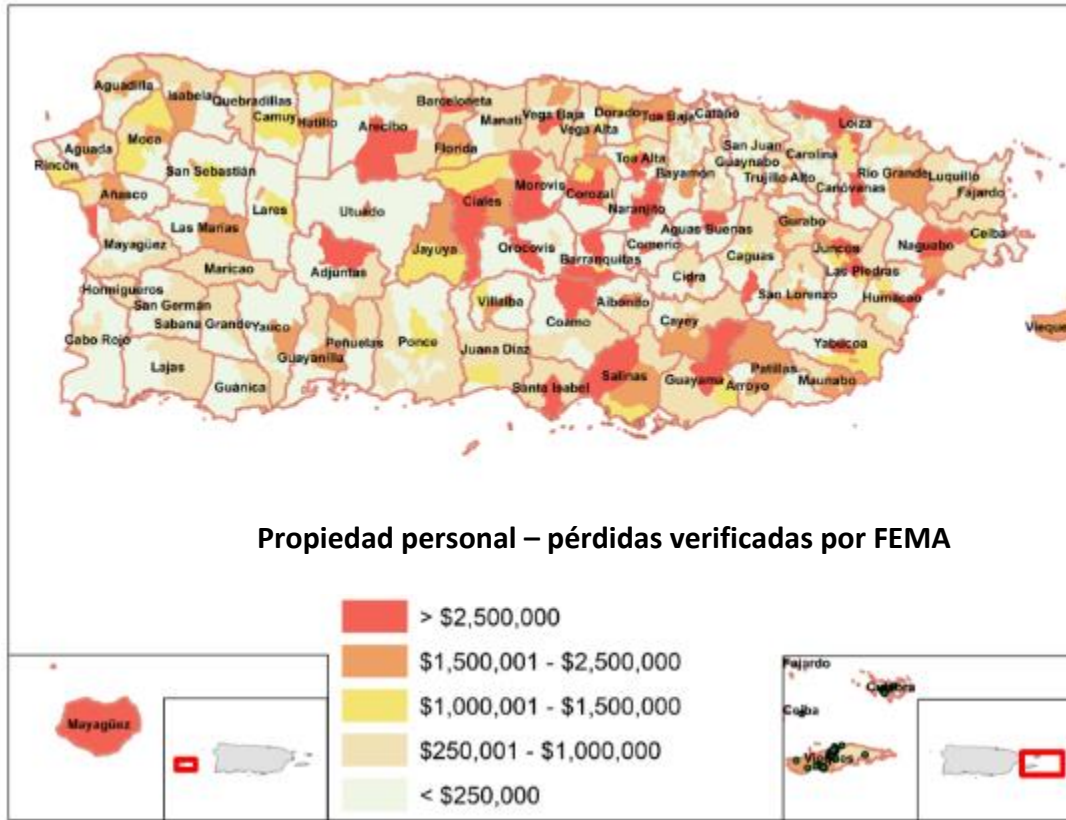 Aguadilla
Isabela
Quebradillas
Camuy
Hatillo
Arecibo
Barceloneta
Manatí
Vega Baja
Vega Alta
Dorado
Toa Baja
Cataño
San Juan
Guaynabo
Carolina
Loiza
Rincón
Aguada
Moca
San Sebastián
Florida
Ciales
Morovis
Corozal
Toa Alta
Bayamón
Trujillo Alto
Canóvanas
Rio Grande
Luquillo
Fajardo
Añasco
Las Marías
Lares
Utuado
Naranjito
Mayagüez
Maricao
Adjuntas
Jayuya
Orocovis
Barranquitas
Comerio
Aguas Buenas
Caguas
Gurabo
Juncos
Las Piedras
Naguabo
Ceiba
Hormigueros
San Germán
Sabana Grande
Yauco
Villalba
Coamo
Aibonito
Cidra
Cayey
San Lorenzo
Humacao
Cabo Rojo
Lajas
Guánica
Guayanilla
Peñuelas
Ponce
Juana Díaz
Santa Isabel
Salinas
Guayama
Arroyo
Patillas
Maunabo
Yabucoa
Vieque
Propiedad personal – pérdidas verificadas por FEMA
> $2,500,000
$1,500,001 - $2,500,000
$1,000,001 - $1,500,000
$250,001 - $1,000,000
< $250,000
Mayagüez
Fajardo
Ceiba
Culebra
Vieques